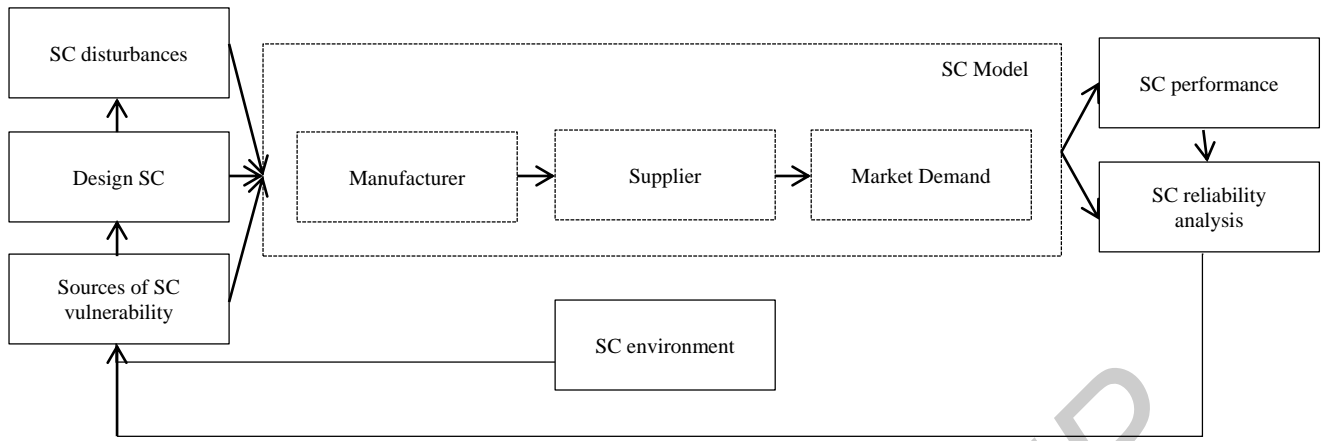 SC disturbances
SC Model
SC performance
Design SC
Manufacturer
Supplier
Market Demand
SC reliability
analysis
Sources of SC
vulnerability
SC environment